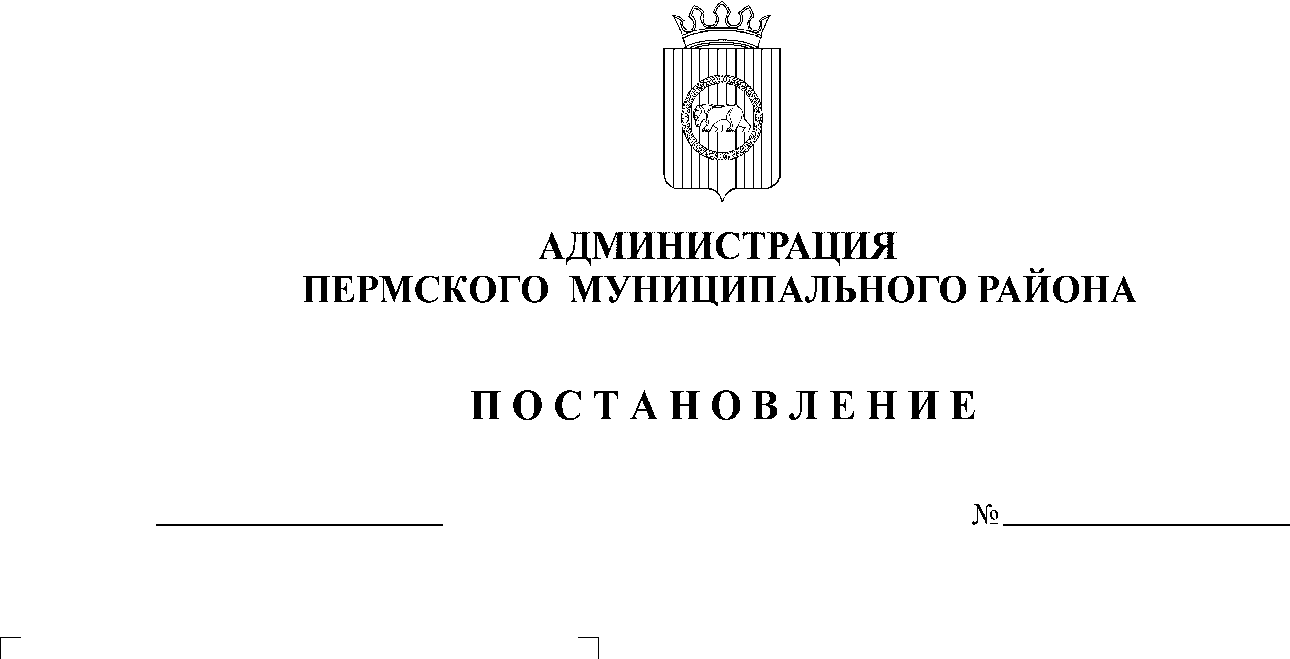 АДМИНИСТРАЦИЯ
ПЕРМСКОГО МУНИЦИПАЛЬНОГО РАЙОНА
П О С Т А Н О В Л Е Н И Е
№